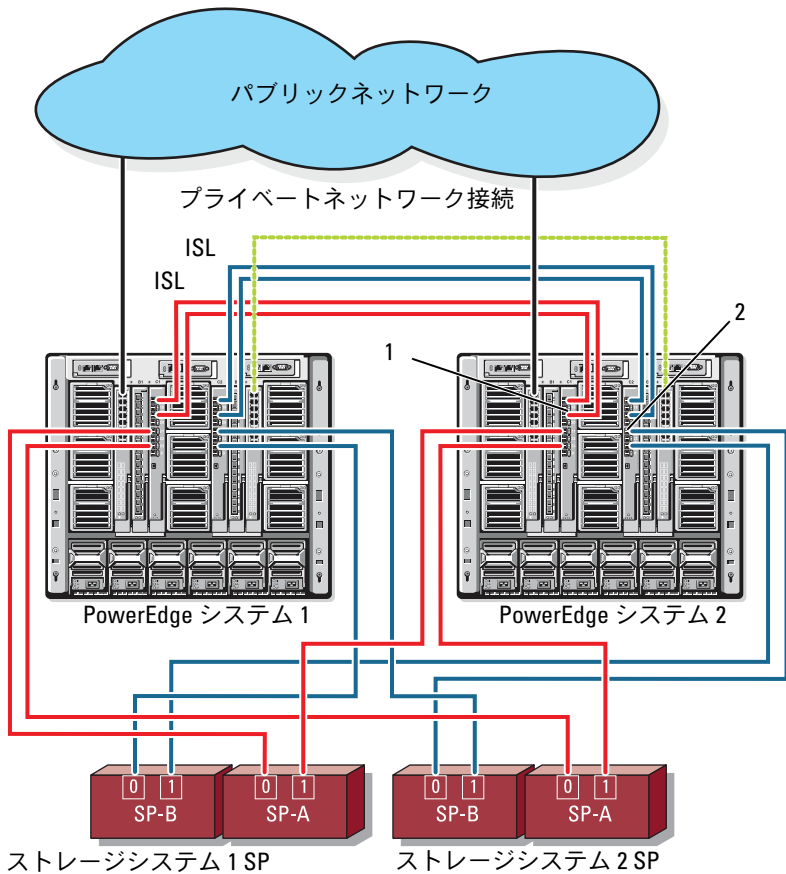 パブリックネットワーク
プライベートネットワーク接続
ISL
ISL
1
2
PowerEdge システム 1
PowerEdge システム 2
0 1
SP-B
0 1
SP-A
0 1
SP-B
0 1
SP-A
ストレージシステム 1 SP
ストレージシステム 2 SP